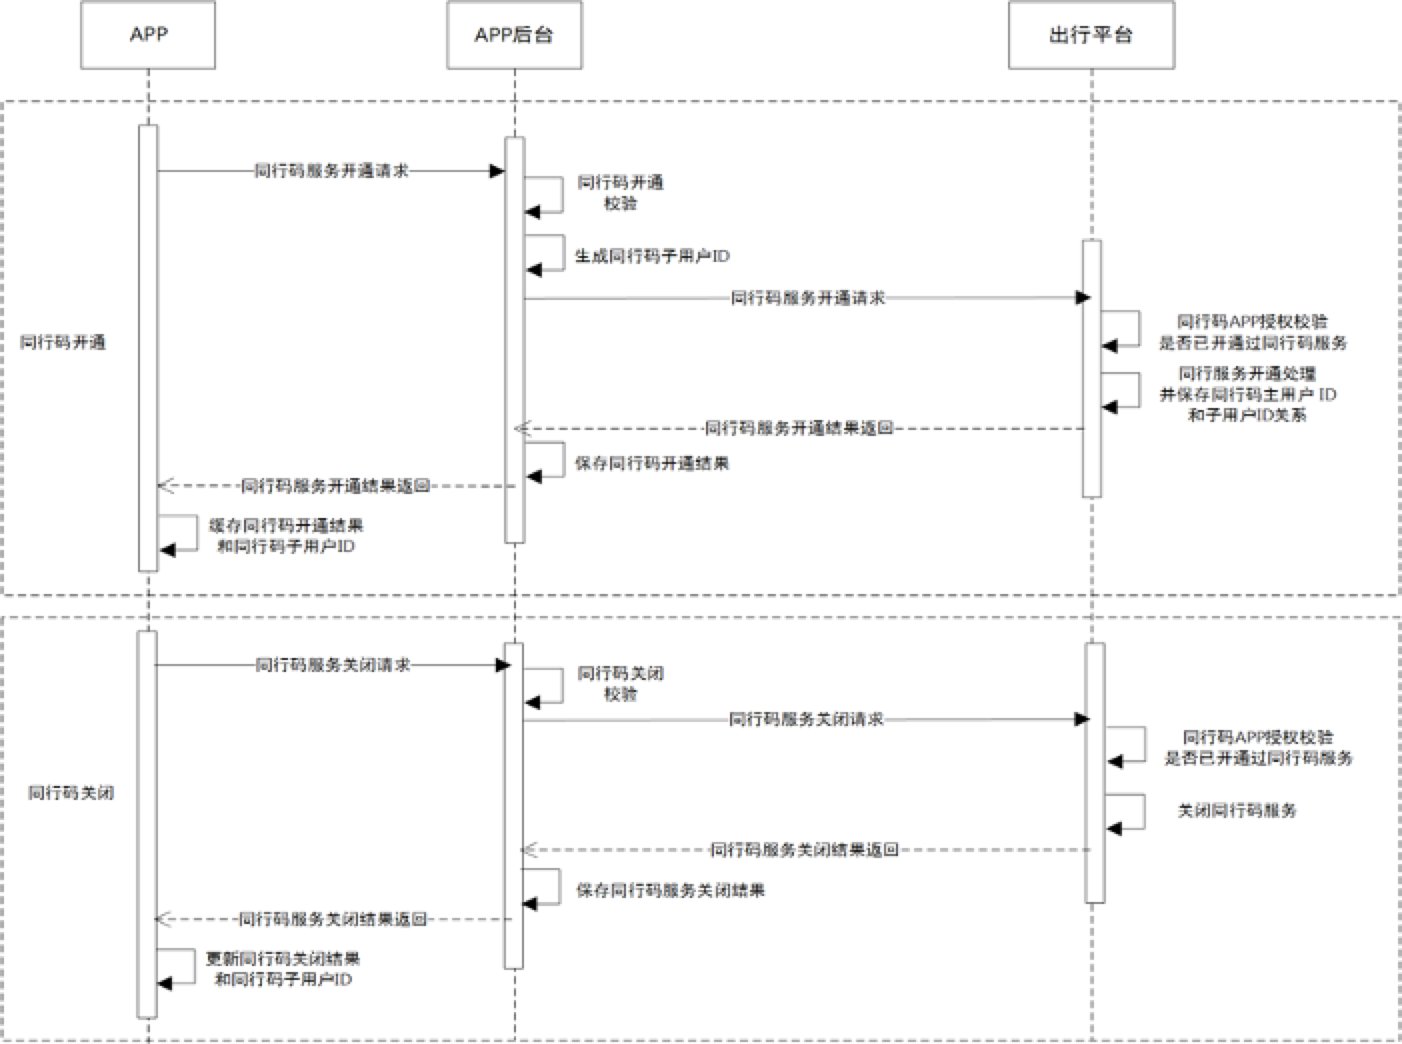 APP
APP后台
出行平台
同行码服务开通请求
同行码开通
校验
生成同行码子用户ID
同行码服务开通请求
同行码APP授权校验
是否已开通过同行码服务
同行码开通
同行服务开通处理
并保存同行码主用户 ID
和子用户ID关系
同行码服务开通结果返回
保存同行码开通结果
同行码服务开通结果返回
缓存同行码开通结果
和同行码子用户ID
同行码服务关闭请求
同行码关闭
校验
同行码服务关闭请求
同行码APP授权校验
是否已开通过同行码服务
同行码关闭
关闭同行码服务
同行码服务关闭结果返回
保存同行码服务关闭结果
同行码服务关闭结果返回
更新同行码关闭结果
和同行码子用户ID